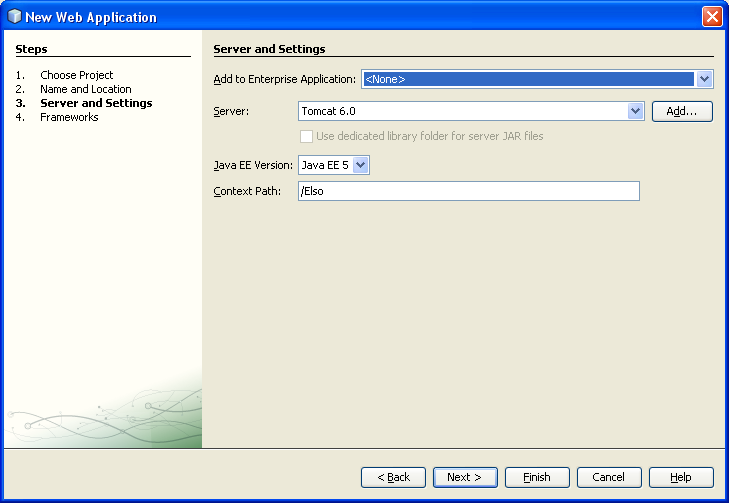 New Web Application
Steps
1. Choose Project
2. Name and Location
3. Server and Settings
4. Frameworks
Server and Settings
Add to Enterprise Application: <None>
Server: Tomcat 6.0 Add...
Use dedicated library folder for server JAR files
Java EE Version: Java EE 5
Context Path: /Elso
< Back Next > Finish Cancel Help